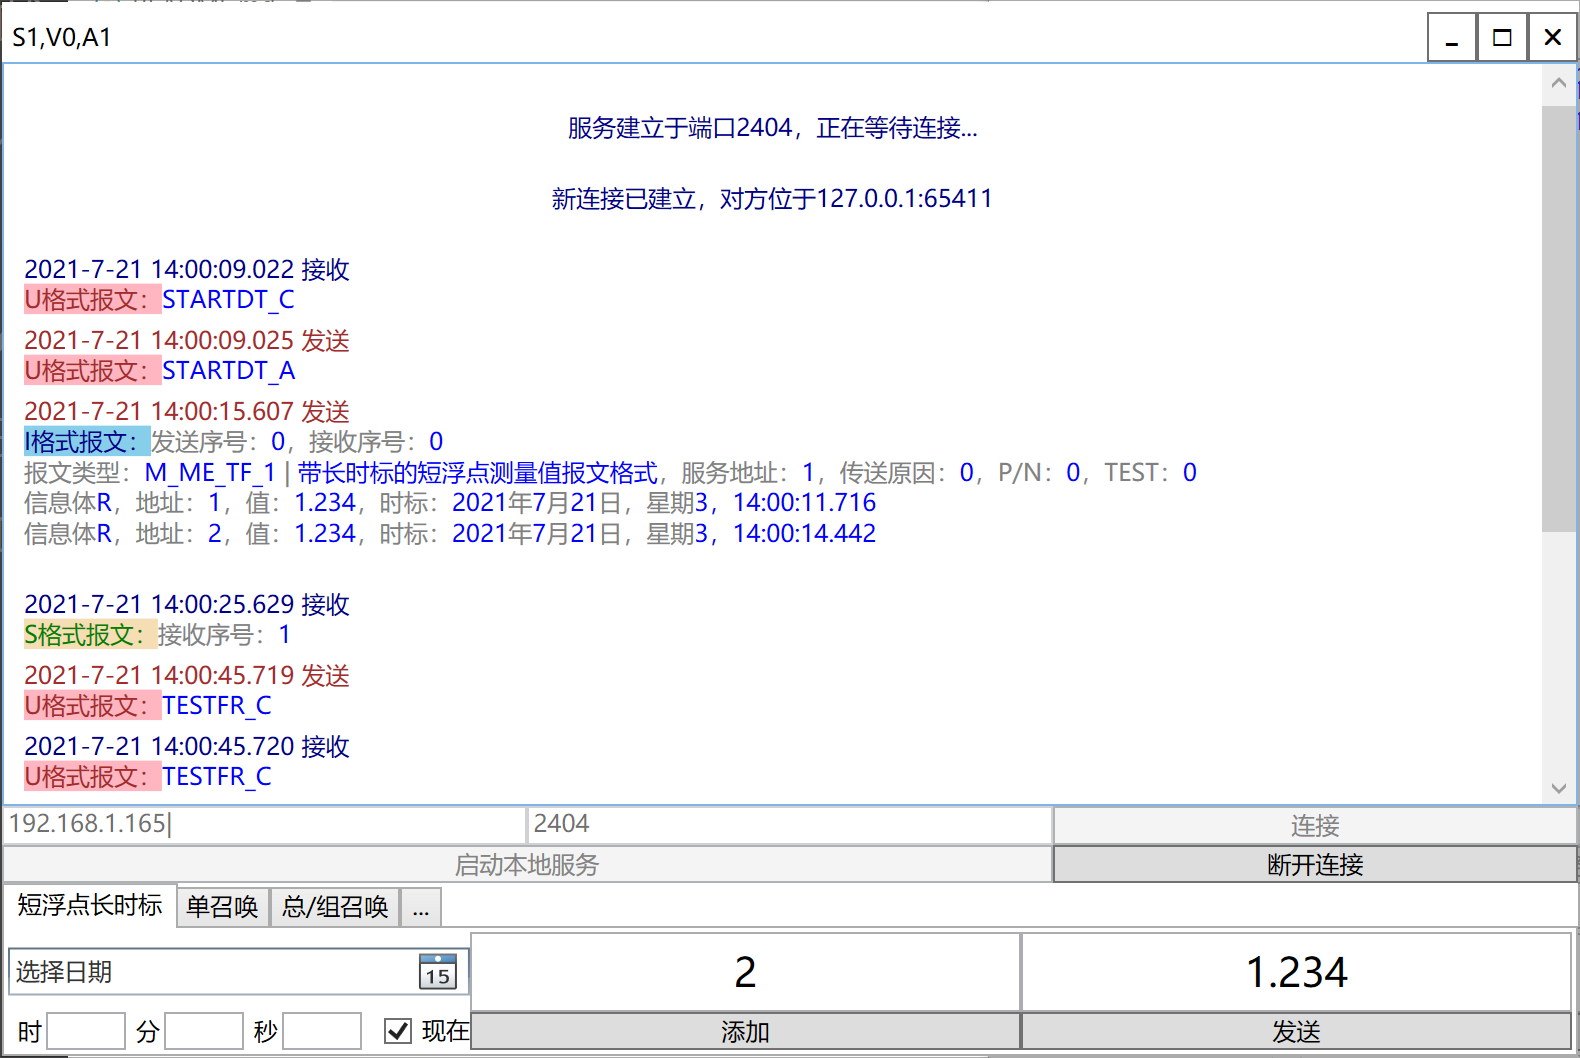 S1,V0,A1
服务建立于端口2404，正在等待连接...
新连接已建立，对方位于127.0.0.1:65411
2021-7-21 14:00:09.022 接收
U格式报文：STARTDT_C
2021-7-21 14:00:09.025 发送
U格式报文：STARTDT_A
2021-7-21 14:00:15.607 发送
I格式报文：发送序号：0，接收序号：0
报文类型：M_ME_TF_1 | 带长时标的短浮点测量值报文格式，服务地址：1，传送原因：0，P/N：0，TEST：0
信息体R，地址：1，值：1.234，时标：2021年7月21日，星期3，14:00:11.716
信息体R，地址：2，值：1.234，时标：2021年7月21日，星期3，14:00:14.442
2021-7-21 14:00:25.629 接收
S格式报文：接收序号：1
2021-7-21 14:00:45.719 发送
U格式报文：TESTFR_C
2021-7-21 14:00:45.720 接收
U格式报文：TESTFR_C
192.168.1.165 2404 连接
启动本地服务 断开连接
短浮点长时标 单召唤 总/组召唤 ...
选择日期 15 2 1.234
时 分 秒 现在 添加 发送